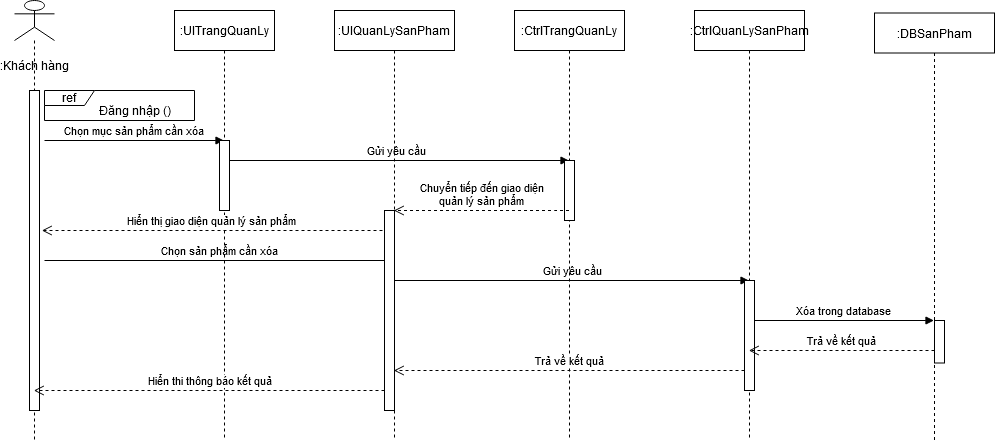 :UITrangQuanLy
:UIQuanLySanPham
:CtrlTrangQuanLy
:CtrlQuanLySanPham
:DBSanPham
:Khách hàng
ref
Đăng nhập ()
Chọn mục sản phẩm cần xóa
Gửi yêu cầu
Chuyển tiếp đến giao diện
quản lý sản phẩm
Hiển thị giao diện quản lý sản phẩm
Chọn sản phẩm cần xóa
Gửi yêu cầu
Xóa trong database
Trả về kết quả
Trả về kết quả
Hiển thi thông báo kết quả